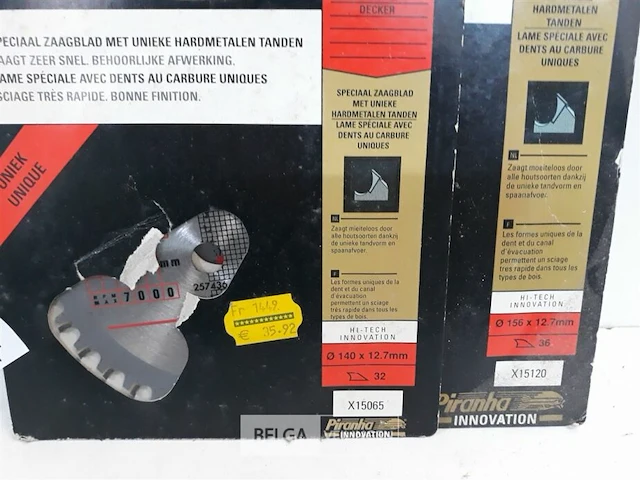 SPECIAAL ZAAGBLAD MET UNIEKE HARDMETALEN TANDEN
ZAAGT ZEER SNEL. BEHOORLIJKE AFWERKING.
LAME SPÉCIALE AVEC DENTS AU CARBURE UNIQUES
SCIAGE TRÈS RAPIDE. BONNE FINITION.
UNIEK
UNIQUE
mm
7000
257436
Fr 1449
€ 35.92
DECKER
SPECIAAL ZAAGBLAD
MET UNIEKE
HARDMETALEN TANDEN
LAME SPÉCIALE AVEC
DENTS AU CARBURE
UNIQUES
NL
Zaagt moeiteloos door
alle houtsoorten dankzij
de unieke tandvorm en
spaanafvoer.
F
Les formes uniques de la
dent et du canal
d'évacuation
permettent un sciage
très rapide dans tous les
types de bois.
HI-TECH
INNOVATION
Ø 140 x 12.7mm
32
X15065
Piranha
INNOVATION
HARDMETALEN
TANDEN
LAME SPÉCIALE AVEC
DENTS AU CARBURE
UNIQUES
NL
Zaagt moeiteloos door
alle houtsoorten dankzij
de unieke tandvorm en
spaanafvoer.
F
Les formes uniques de la
dent et du canal
d'évacuation
permettent un sciage
tres rapide dans tous les
types de bois.
HI-TECH
INNOVATION
Ø 156 x 12.7mm
36
X15120
Piranha
INNOVATION
BELGA